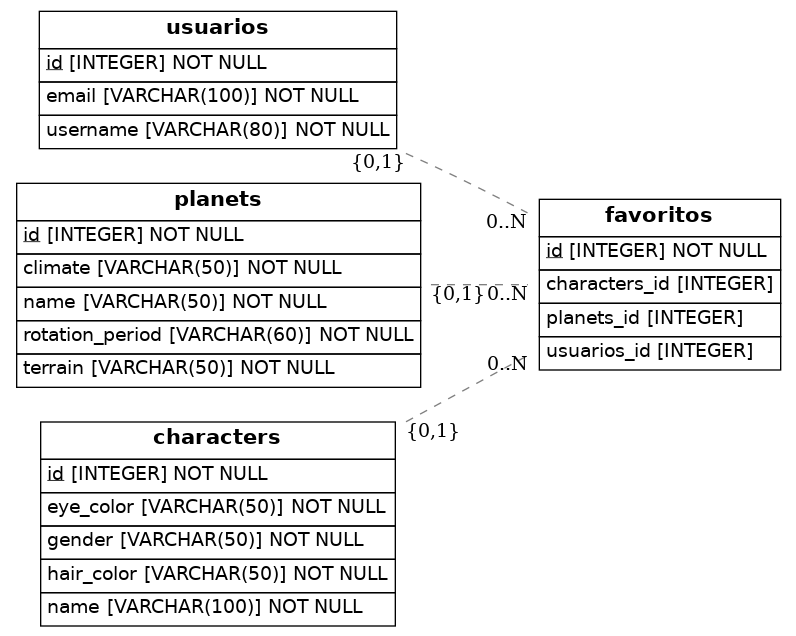 usuarios
id [INTEGER] NOT NULL
email [VARCHAR(100)] NOT NULL
username [VARCHAR(80)] NOT NULL
{0,1}
0..N
planets
id [INTEGER] NOT NULL
climate [VARCHAR(50)] NOT NULL
name [VARCHAR(50)] NOT NULL
rotation_period [VARCHAR(60)] NOT NULL
terrain [VARCHAR(50)] NOT NULL
{0,1}
0..N
favoritos
id [INTEGER] NOT NULL
characters_id [INTEGER]
planets_id [INTEGER]
usuarios_id [INTEGER]
0..N
{0,1}
characters
id [INTEGER] NOT NULL
eye_color [VARCHAR(50)] NOT NULL
gender [VARCHAR(50)] NOT NULL
hair_color [VARCHAR(50)] NOT NULL
name [VARCHAR(100)] NOT NULL